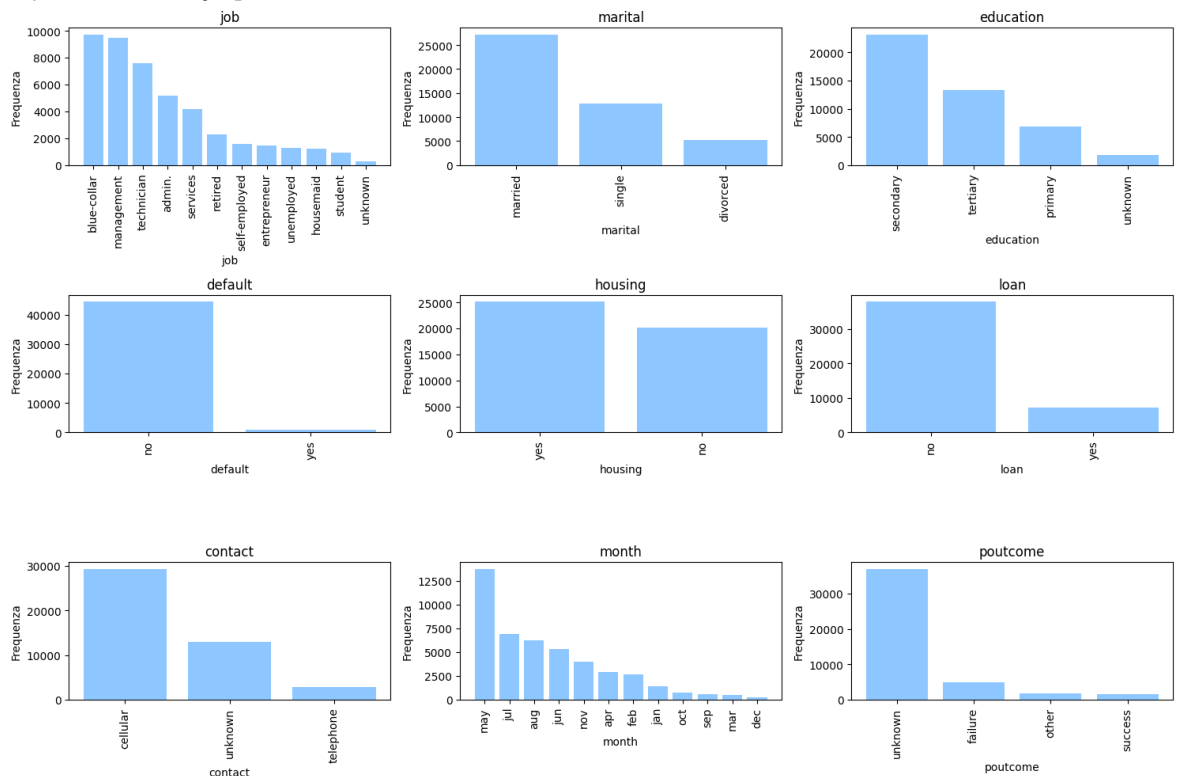 job
Frequenza
10000
8000
6000
4000
2000
0
blue-collar
management
technician
admin.
services
retired
self-employed
entrepreneur
unemployed
housemaid
student
unknown
job
marital
Frequenza
25000
20000
15000
10000
5000
0
married
single
divorced
marital
education
Frequenza
20000
15000
10000
5000
0
secondary
tertiary
primary
unknown
education
default
Frequenza
40000
30000
20000
10000
0
no
yes
default
housing
Frequenza
25000
20000
15000
10000
5000
0
yes
no
housing
loan
Frequenza
30000
20000
10000
0
no
yes
loan
contact
Frequenza
30000
20000
10000
0
cellular
unknown
telephone
contact
month
Frequenza
12500
10000
7500
5000
2500
0
may
jul
aug
jun
nov
apr
feb
jan
oct
sep
mar
dec
month
poutcome
Frequenza
30000
20000
10000
0
unknown
failure
other
success
poutcome